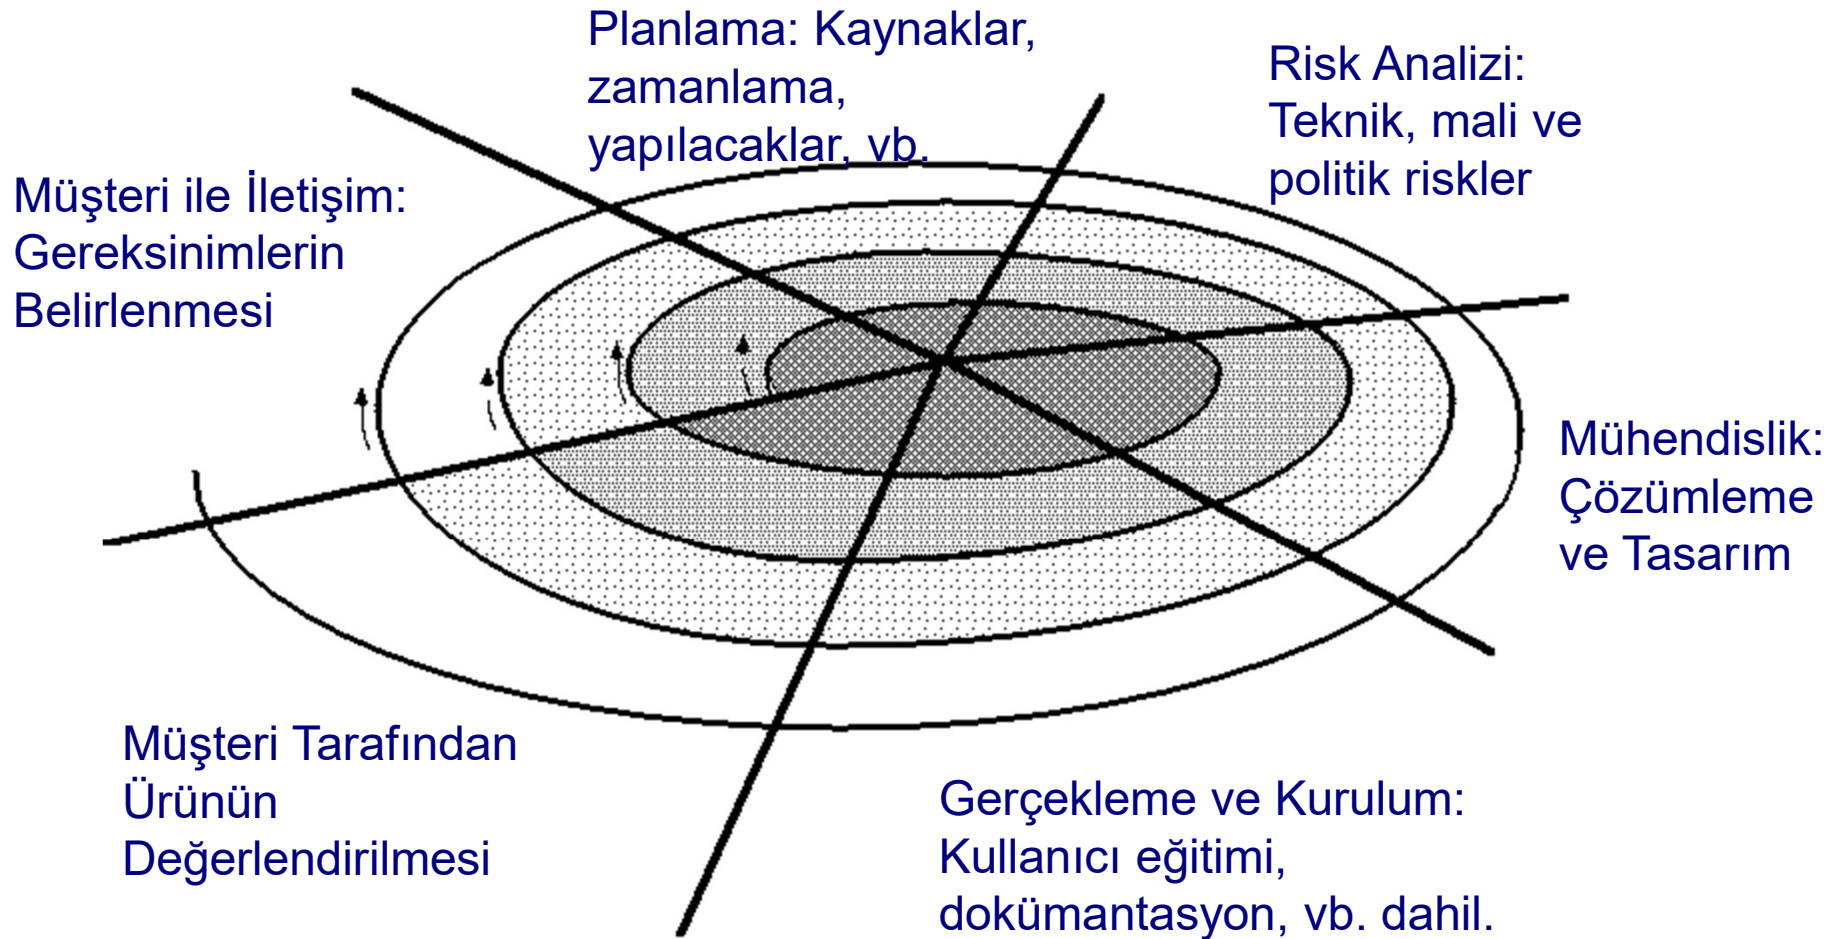 Planlama: Kaynaklar,
zamanlama,
yapılacaklar, vb.
Risk Analizi:
Teknik, mali ve
politik riskler
Müşteri ile İletişim:
Gereksinimlerin
Belirlenmesi
Mühendislik:
Çözümleme
ve Tasarım
Müşteri Tarafından
Ürünün
Değerlendirilmesi
Gerçekleme ve Kurulum:
Kullanıcı eğitimi,
dokümantasyon, vb. dahil.